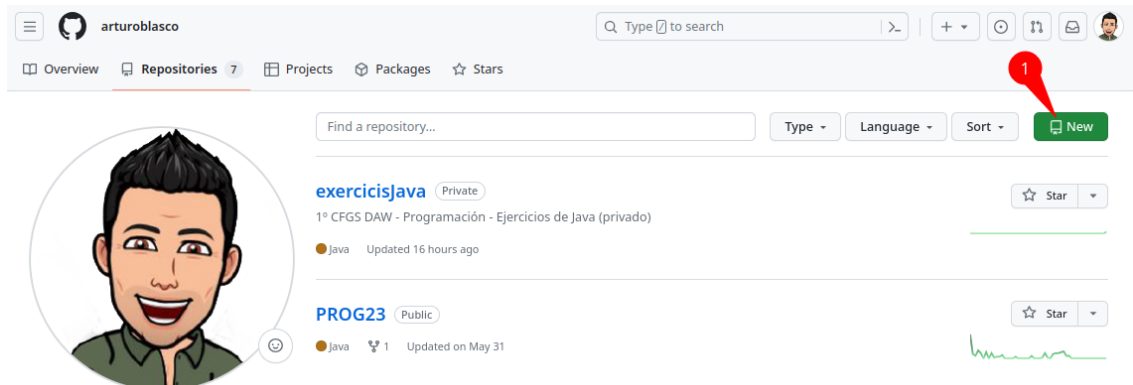 arturoblasco
Type / to search
Overview
Repositories 7
Projects
Packages
Stars
1
Find a repository...
Type
Language
Sort
New
exercicisJava Private
Star
1º CFGS DAW - Programación - Ejercicios de Java (privado)
Java Updated 16 hours ago
PROG23 Public
Star
Java 1 Updated on May 31